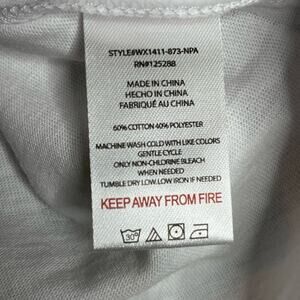 STYLE#WX1411-873-NPA
RN#125288
MADE IN CHINA
HECHO EN CHINA
FABRIQUÉ AU CHINA
60% COTTON 40% POLYESTER
MACHINE WASH COLD WITH LIKE COLORS
GENTLE CYCLE
ONLY NON-CHLORINE BLEACH
WHEN NEEDED
TUMBLE DRY LOW. LOW IRON IF NEEDED
KEEP AWAY FROM FIRE
30°